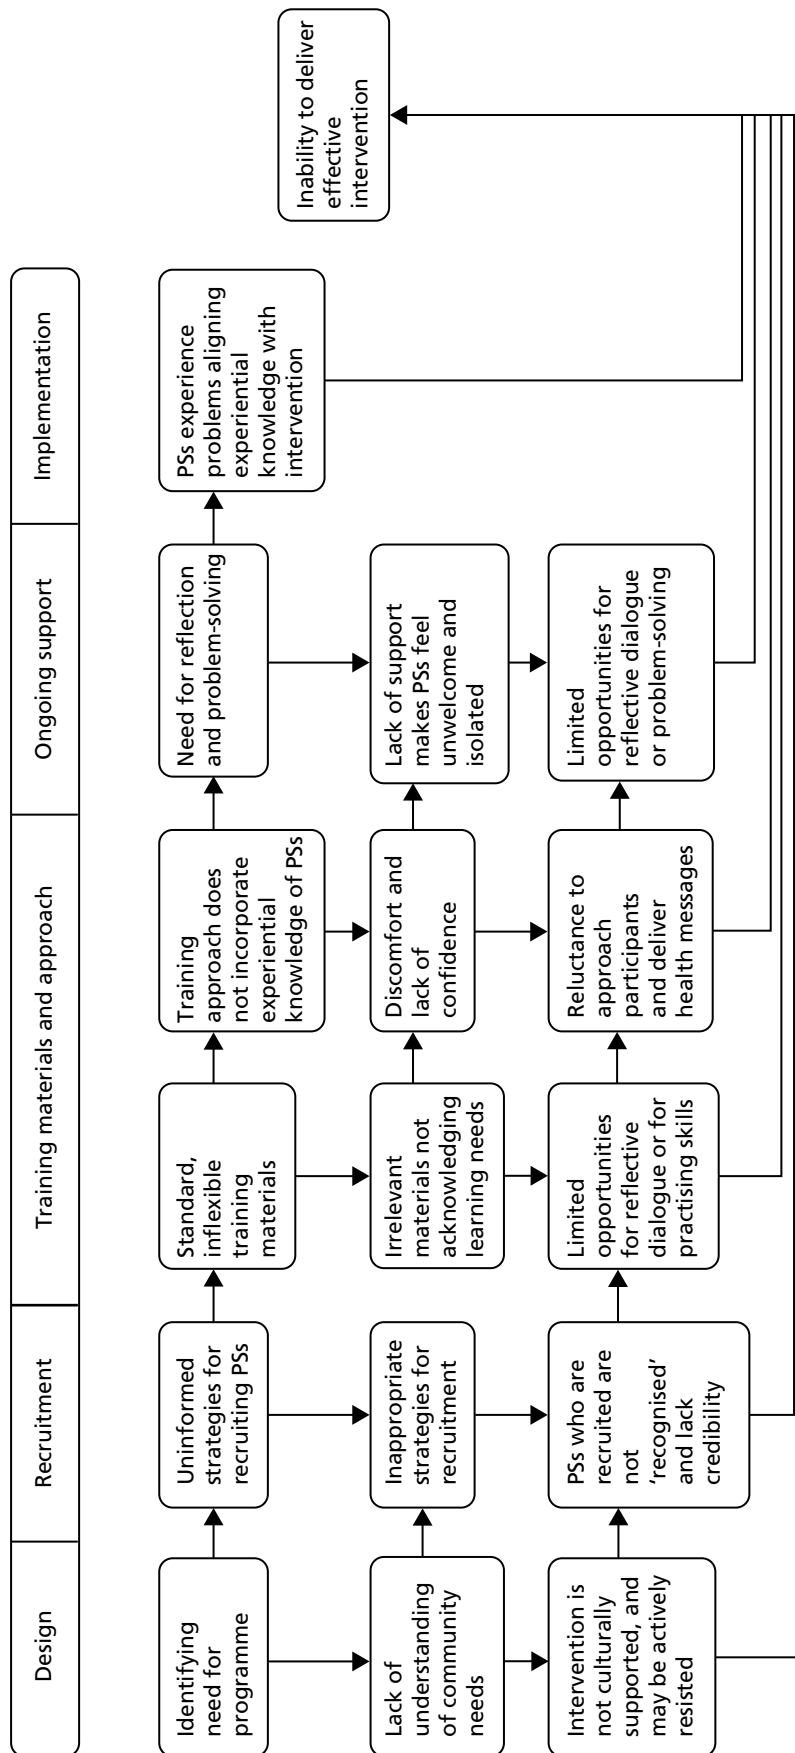 Design
Recruitment
Training materials and approach
Ongoing support
Implementation
Identifying
need for
programme
Uninformed
strategies for
recruiting PSs
Standard,
inflexible
training
materials
Training
approach does
not incorporate
experiential
knowledge of PSs
Need for reflection
and problem-solving
PSs experience
problems aligning
experiential
knowledge with
intervention
Inability to deliver
effective
intervention
Lack of
understanding
of community
needs
Inappropriate
strategies for
recruitment
Irrelevant
materials not
acknowledging
learning needs
Discomfort and
lack of
confidence
Lack of support
makes PSs feel
unwelcome and
isolated
Intervention is
not culturally
supported, and
may be actively
resisted
PSs who are
recruited are
not
‘recognised’
and lack
credibility
Limited
opportunities
for reflective
dialogue or for
practising skills
Reluctance to
approach
participants
and deliver
health messages
Limited
opportunities for
reflective dialogue
or problem-solving